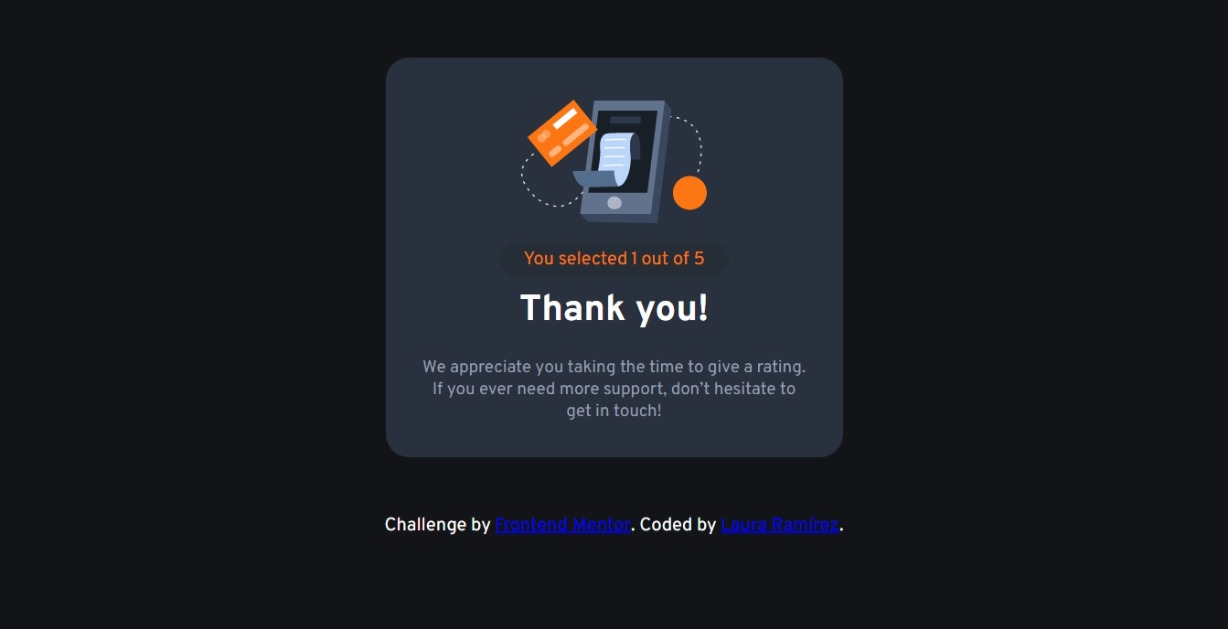 You selected 1 out of 5
Thank you!
We appreciate you taking the time to give a rating.
If you ever need more support, don’t hesitate to
get in touch!
Challenge by Frontend Mentor. Coded by Laura Ramírez.